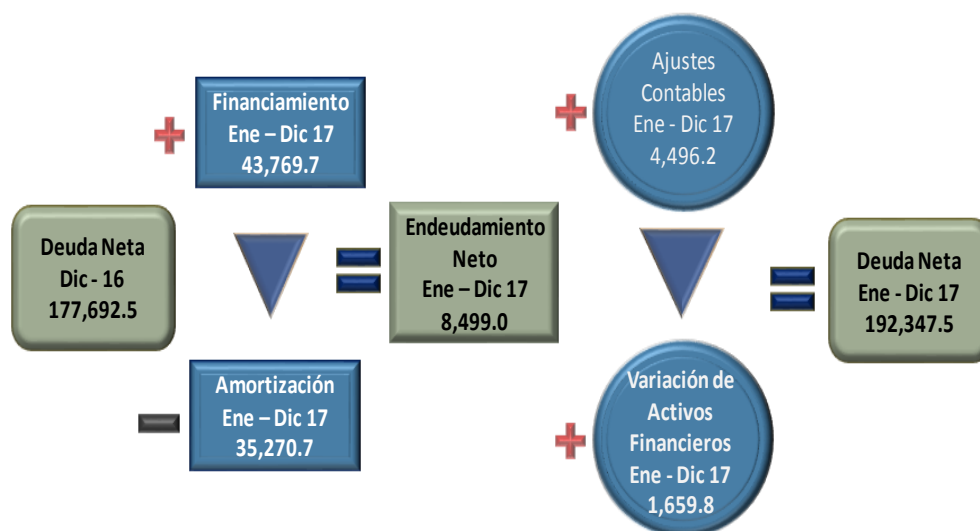 Deuda Neta
Dic - 16
177,692.5
Financiamiento
Ene – Dic 17
43,769.7
Amortización
Ene – Dic 17
35,270.7
Endeudamiento
Neto
Ene – Dic 17
8,499.0
Ajustes
Contables
Ene - Dic 17
4,496.2
Variación de
Activos
Financieros
Ene - Dic 17
1,659.8
Deuda Neta
Ene - Dic 17
192,347.5